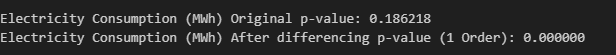 Electricity Consumption (MWh) Original p-value: 0.186218
Electricity Consumption (MWh) After differencing p-value (1 Order): 0.000000